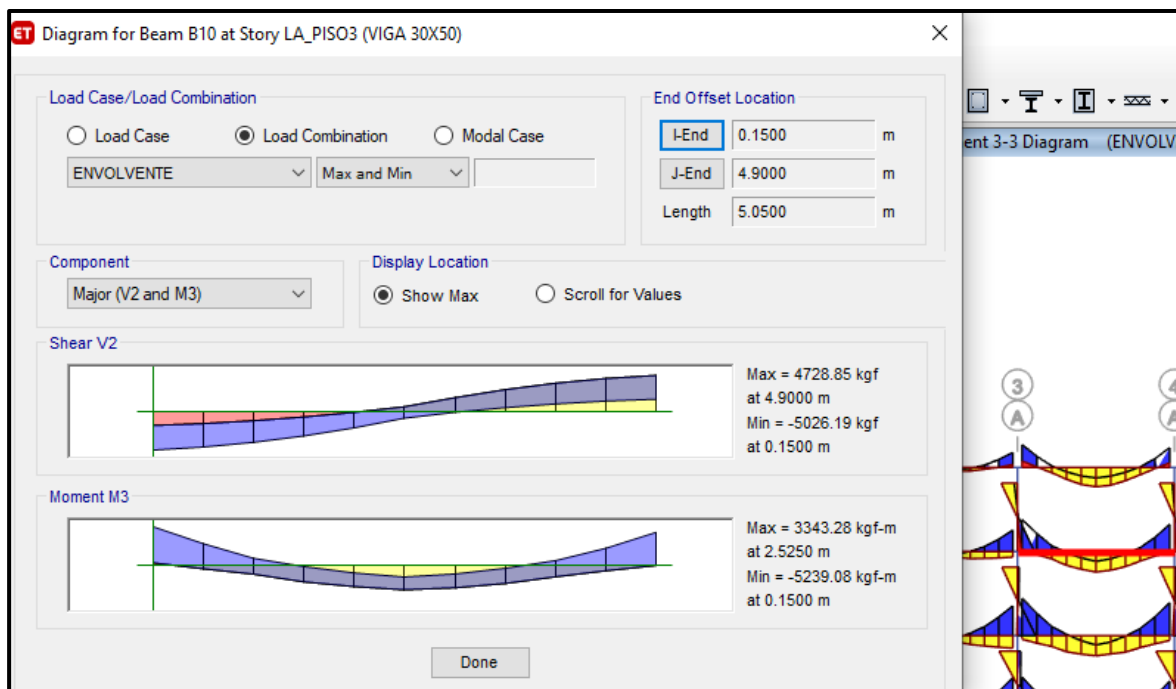 ET Diagram for Beam B10 at Story LA_PISO3 (VIGA 30X50)
Load Case/Load Combination
Load Case
Load Combination
Modal Case
ENVOLVENTE
Max and Min
End Offset Location
I-End
0.1500
m
J-End
4.9000
m
Length
5.0500
m
Component
Major (V2 and M3)
Display Location
Show Max
Scroll for Values
Shear V2
Max = 4728.85 kgf
at 4.9000 m
Min = -5026.19 kgf
at 0.1500 m
Moment M3
Max = 3343.28 kgf-m
at 2.5250 m
Min = -5239.08 kgf-m
at 0.1500 m
Done
ent 3-3 Diagram (ENVOLV
3
A